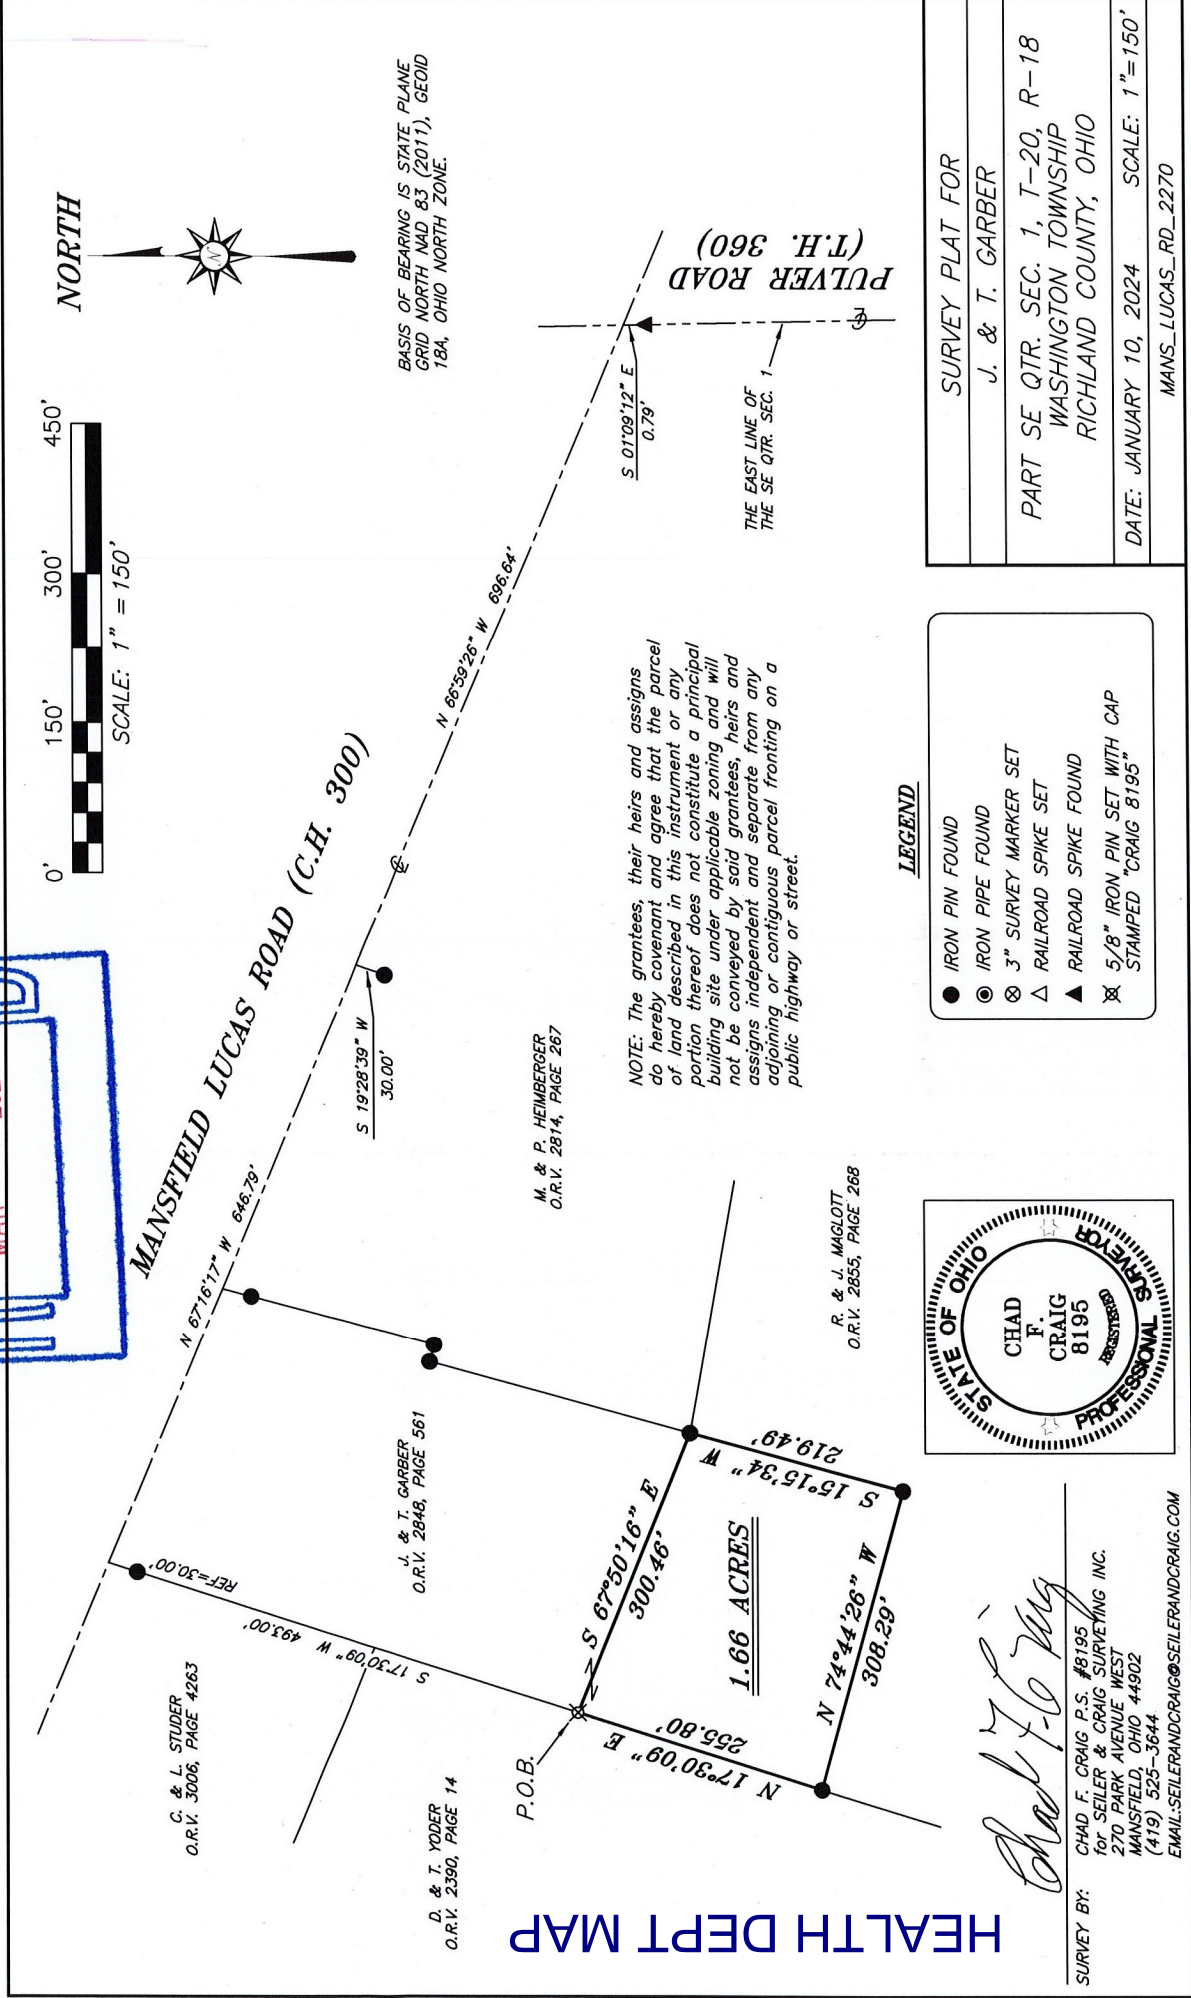 NORTH
0' 150' 300' 450'
SCALE: 1" = 150'
BASIS OF BEARING IS STATE PLANE
GRID NORTH NAD 83 (2011), GEOID
18A, OHIO NORTH ZONE.
MANSFIELD LUCAS ROAD (C.H. 300)
PULVER ROAD
(T.H. 360)
N 67°16'17" W 646.79'
N 66°59'26" W 696.64'
S 19°28'39" W
30.00'
S 01°09'12" E
0.79'
THE EAST LINE OF
THE SE QTR. SEC. 1
C. & L. STUDER
O.R.V. 3006, PAGE 4263
REF=30.00'
S 17°30'09" W 493.00'
J. & T. GARBER
O.R.V. 2848, PAGE 561
M. & P. HEIMBERGER
O.R.V. 2814, PAGE 267
D. & T. YODER
O.R.V. 2390, PAGE 14
P.O.B.
S 67°50'16" E
300.46'
S 15°15'34" W
219.49'
N 17°30'09" E
255.80'
N 74°44'26" W
308.29'
1.66 ACRES
R. & J. MAGLOTT
O.R.V. 2855, PAGE 268
NOTE: The grantees, their heirs and assigns
do hereby covenant and agree that the parcel
of land described in this instrument or any
portion thereof does not constitute a principal
building site under applicable zoning and will
not be conveyed by said grantees, heirs and
assigns independent and separate from any
adjoining or contiguous parcel fronting on a
public highway or street.
HEALTH DEPT MAP
Chad F. Craig
SURVEY BY: CHAD F. CRAIG P.S. #8195
for SEILER & CRAIG SURVEYING INC.
270 PARK AVENUE WEST
MANSFIELD, OHIO 44902
(419) 525-3644
EMAIL:SEILERANDCRAIG@SEILERANDCRAIG.COM
STATE OF OHIO
CHAD
F.
CRAIG
8195
REGISTERED
PROFESSIONAL SURVEYOR
LEGEND
IRON PIN FOUND
IRON PIPE FOUND
3" SURVEY MARKER SET
RAILROAD SPIKE SET
RAILROAD SPIKE FOUND
5/8" IRON PIN SET WITH CAP
STAMPED "CRAIG 8195"
SURVEY PLAT FOR
J. & T. GARBER
PART SE QTR. SEC. 1, T-20, R-18
WASHINGTON TOWNSHIP
RICHLAND COUNTY, OHIO
DATE: JANUARY 10, 2024 SCALE: 1"=150'
MANS_LUCAS_RD_2270